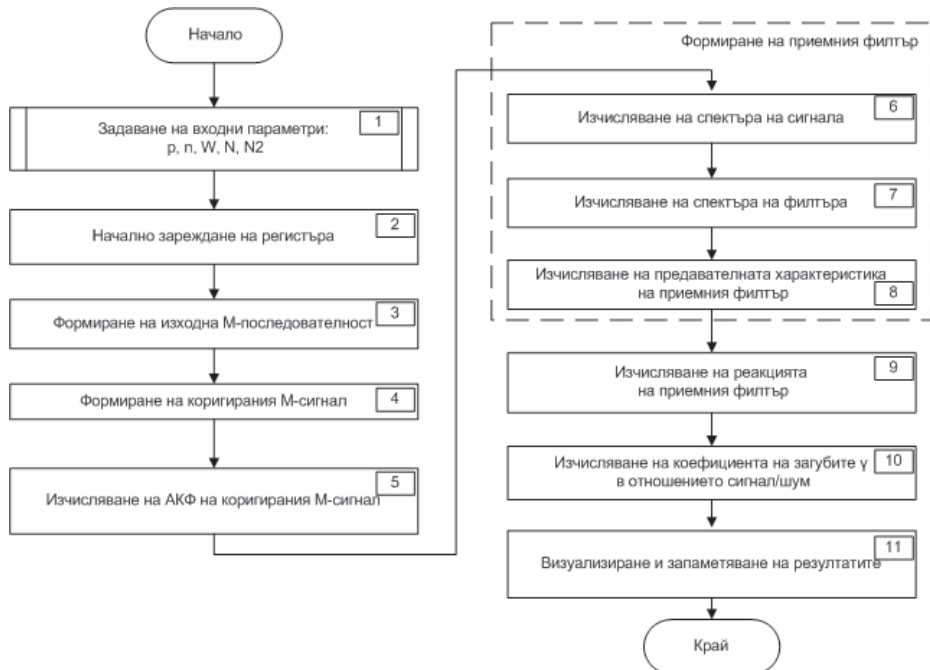 Начало
1
Задаване на входни параметри:
p, n, W, N, N2
2
Начално зареждане на регистъра
3
Формиране на изходна М-последователност
4
Формиране на коригирания М-сигнал
5
Изчисляване на АКФ на коригирания М-сигнал
Формиране на приемния филтър
6
Изчисляване на спектъра на сигнала
7
Изчисляване на спектъра на филтъра
Изчисляване на предавателната характеристика
на приемния филтър
8
9
Изчисляване на реакцията
на приемния филтър
10
Изчисляване на коефициента на загубите γ
в отношението сигнал/шум
11
Визуализиране и запаметяване на резултатите
Край